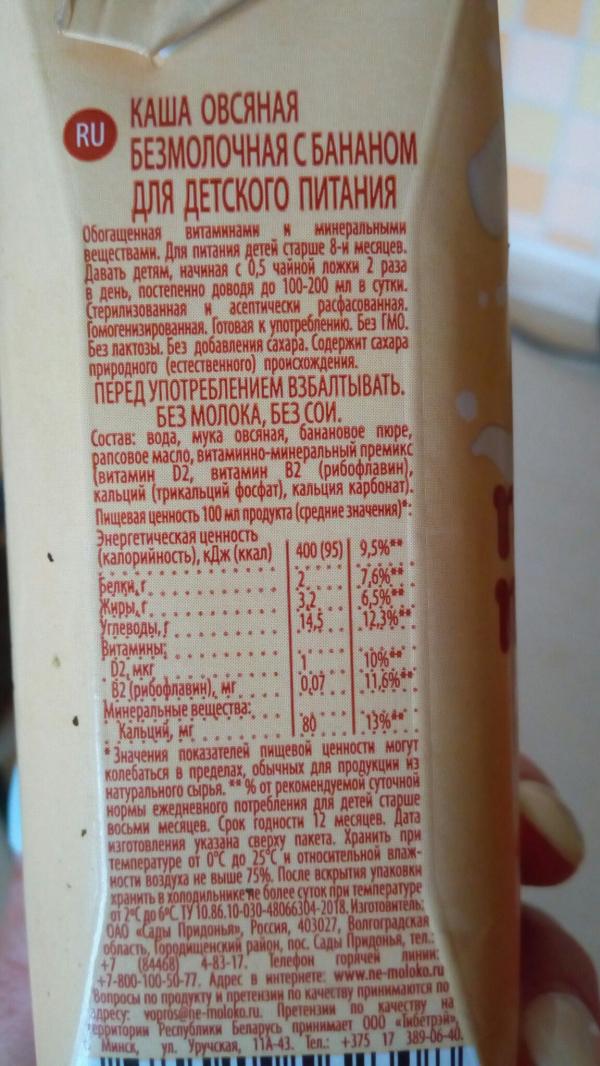 RU
КАША ОВСЯНАЯ
БЕЗМОЛОЧНАЯ С БАНАНОМ
ДЛЯ ДЕТСКОГО ПИТАНИЯ
Обогащенная витаминами и минеральными
веществами. Для питания детей старше 8-и месяцев.
Давать детям, начиная с 0,5 чайной ложки 2 раза
в день, постепенно доводя до 100-200 мл в сутки.
Стерилизованная и асептически расфасованная.
Гомогенизированная. Готовая к употреблению. Без ГМО.
Без лактозы. Без добавления сахара. Содержит сахара
природного (естественного) происхождения.
ПЕРЕД УПОТРЕБЛЕНИЕМ ВЗБАЛТЫВАТЬ.
БЕЗ МОЛОКА, БЕЗ СОИ.
Состав: вода, мука овсяная, банановое пюре,
рапсовое масло, витаминно-минеральный премикс
(витамин D2, витамин B2 (рибофлавин),
кальций (трикальций фосфат), кальция карбонат).
Пищевая ценность 100 мл продукта (средние значения)*:
Энергетическая ценность
(калорийность), кДж (ккал) 400 (95) 9,5%**
Белки, г 2 7,6%**
Жиры, г 3,2 6,5%**
Углеводы, г 14,5 12,3%**
Витамины:
D2, мкг 1 10%**
B2 (рибофлавин), мг 0,07 11,6%**
Минеральные вещества:
Кальций, мг 80 13%**
* Значения показателей пищевой ценности могут
колебаться в пределах, обычных для продукции из
натурального сырья. ** % от рекомендуемой суточной
нормы ежедневного потребления для детей старше
восьми месяцев. Срок годности 12 месяцев. Дата
изготовления указана сверху пакета. Хранить при
температуре от 0°С до 25°С и относительной влаж-
ности воздуха не выше 75%. После вскрытия упаковки
хранить в холодильнике не более суток при температуре
от 2°С до 6°С. ТУ 10.86.10-030-48066304-2018. Изготовитель:
ОАО «Сады Придонья», Россия, 403027, Волгоградская
область, Городищенский район, пос. Сады Придонья, тел.:
+7 (84468) 4-83-17. Телефон горячей линии:
+7-800-100-50-77. Адрес в интернете: www.ne-moloko.ru
Вопросы по продукту и претензии по качеству принимаются по
адресу: vopros@ne-moloko.ru. Претензии по качеству на
территории Республики Беларусь принимает ООО «Тибетрэй»,
г. Минск, ул. Уручская, 11А-43. Тел.: +375 17 389-06-40.